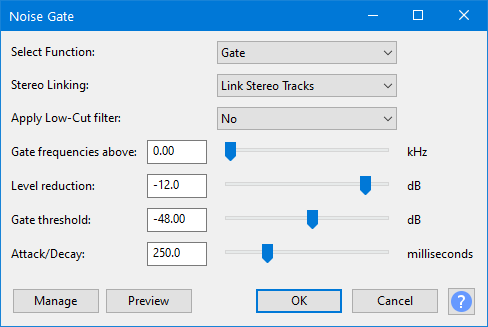 Noise Gate
Select Function: Gate
Stereo Linking: Link Stereo Tracks
Apply Low-Cut filter: No
Gate frequencies above: 0.00 kHz
Level reduction: -12.0 dB
Gate threshold: -48.00 dB
Attack/Decay: 250.0 milliseconds
Manage Preview OK Cancel ?